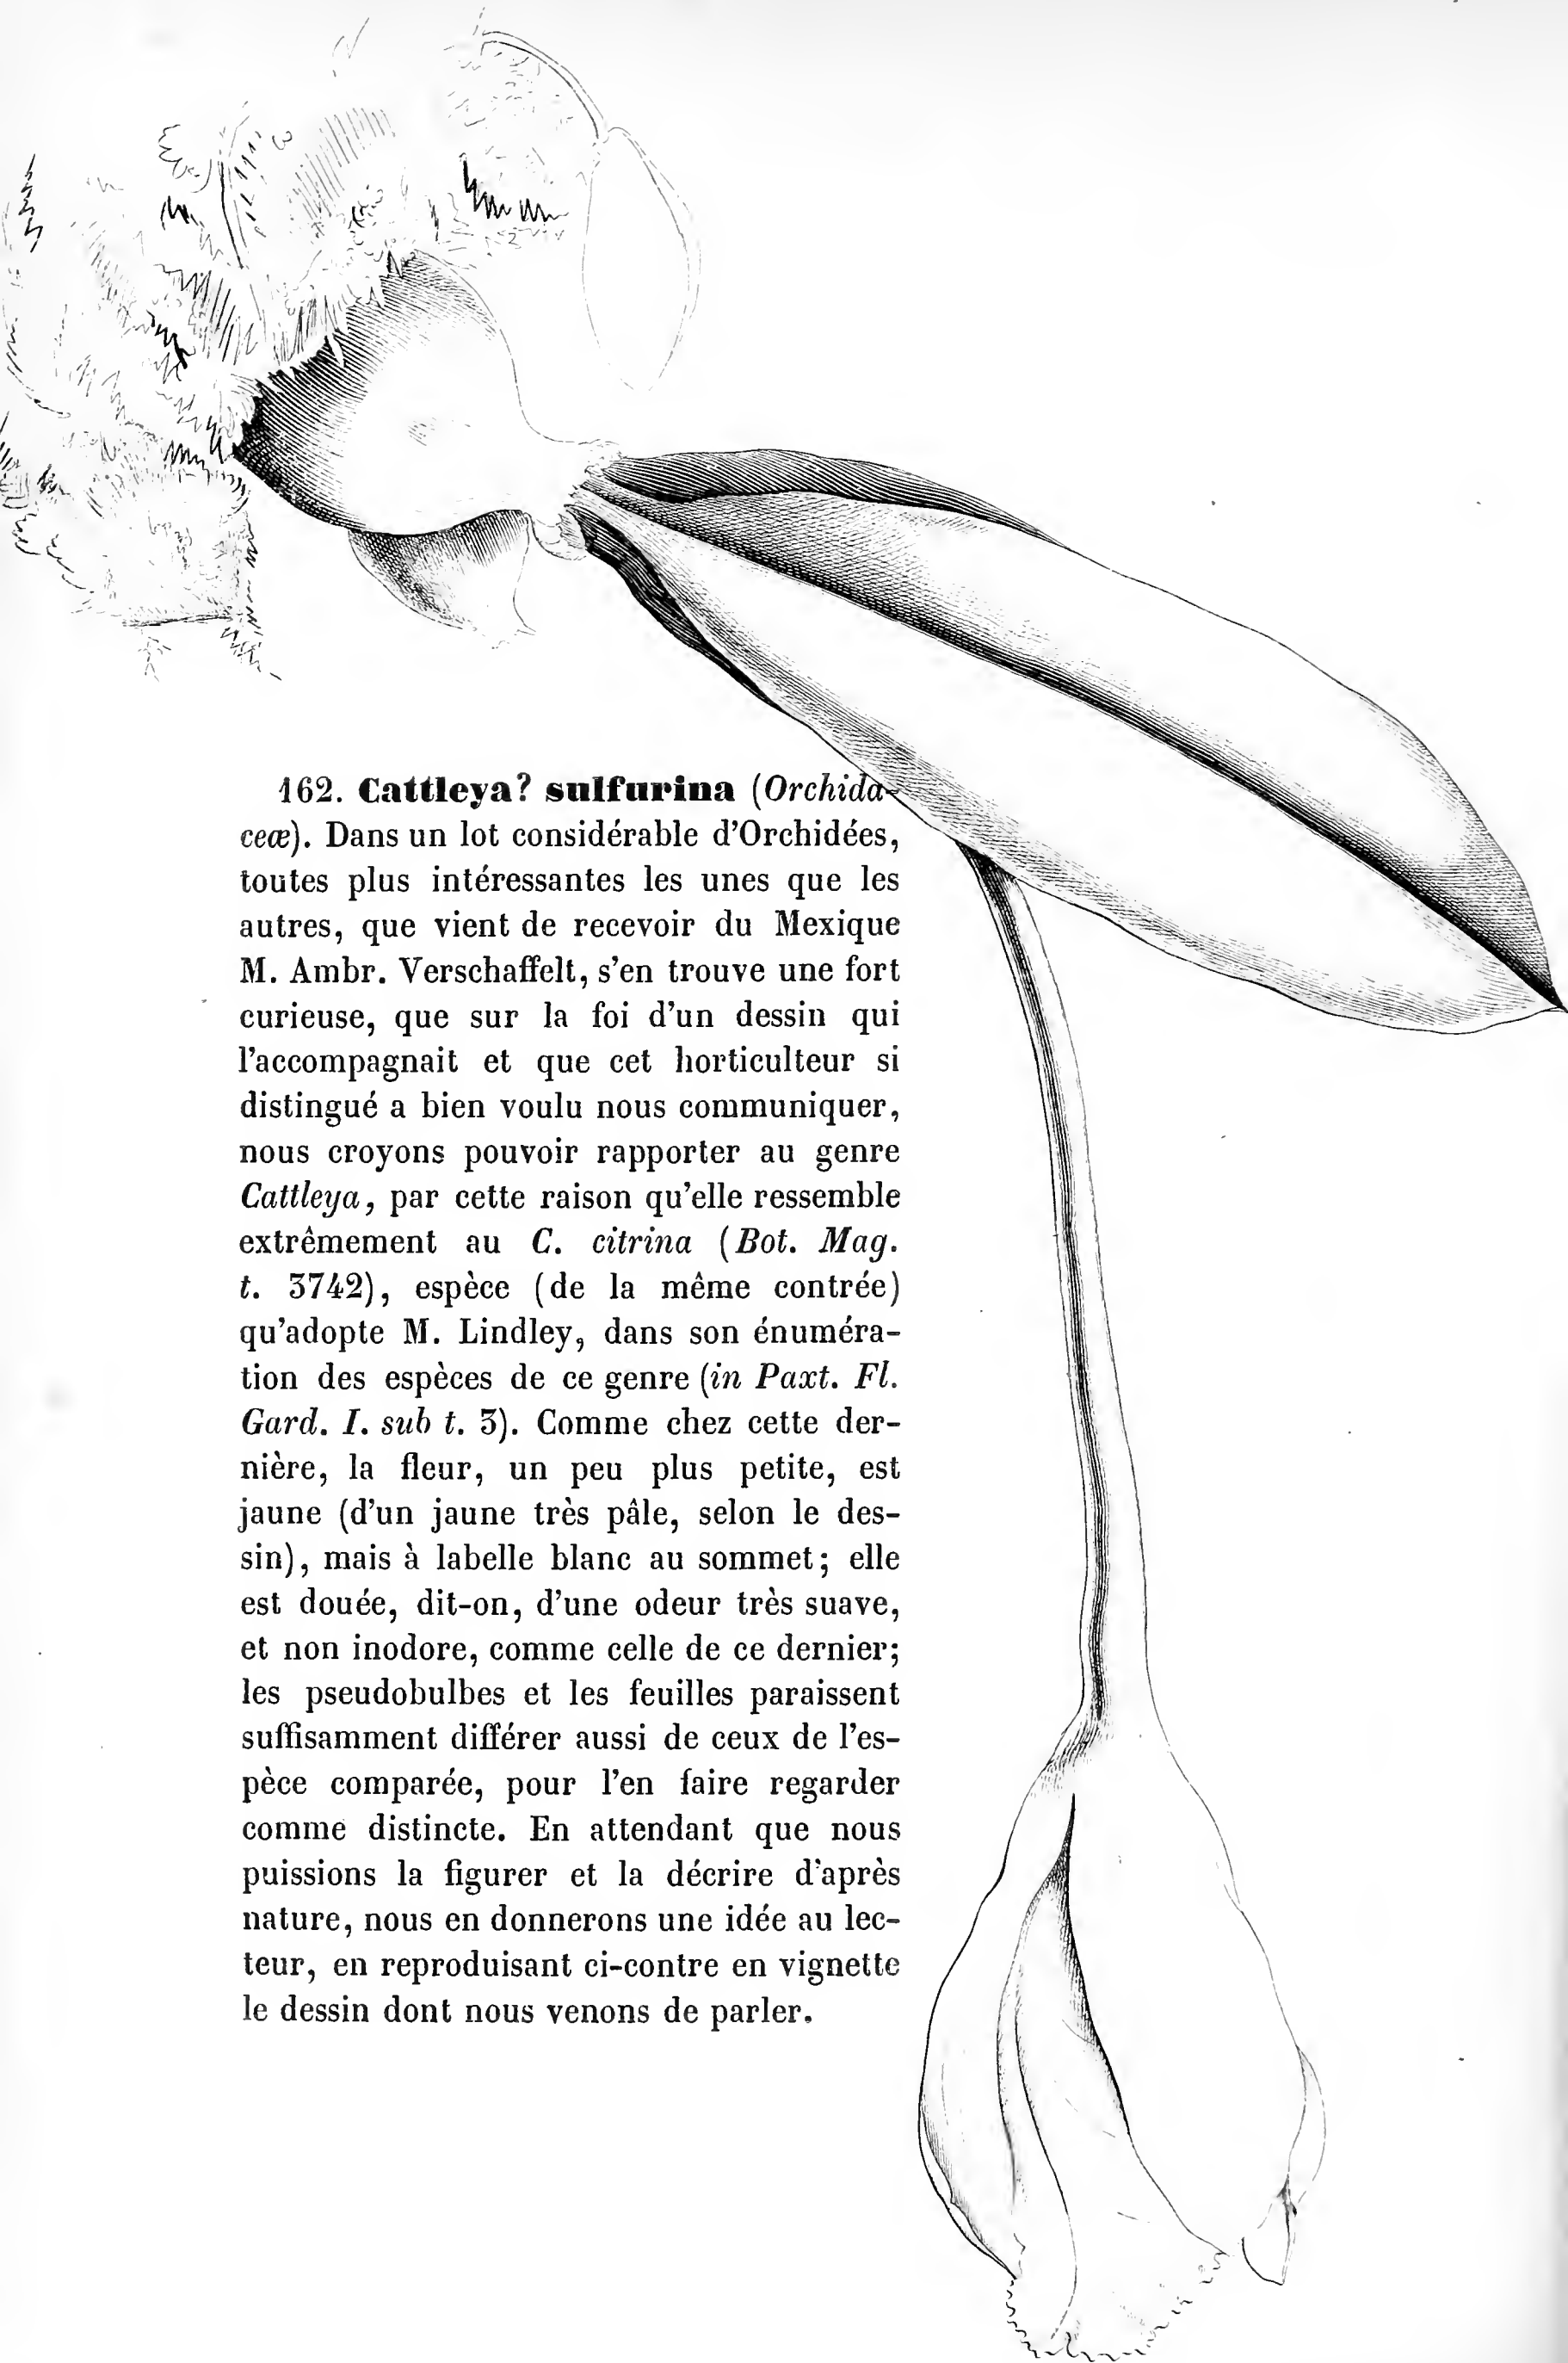 162. Cattleya? sulfurina (Orchida-
ceæ). Dans un lot considérable d'Orchidées,
toutes plus intéressantes les unes que les
autres, que vient de recevoir du Mexique
M. Ambr. Verschaffelt, s'en trouve une fort
curieuse, que sur la foi d'un dessin qui
l'accompagnait et que cet horticulteur si
distingué a bien voulu nous communiquer,
nous croyons pouvoir rapporter au genre
Cattleya, par cette raison qu'elle ressemble
extrêmement au C. citrina (Bot. Mag.
t. 3742), espèce (de la même contrée)
qu'adopte M. Lindley, dans son énuméra-
tion des espèces de ce genre (in Paxt. Fl.
Gard. I. sub t. 3). Comme chez cette der-
nière, la fleur, un peu plus petite, est
jaune (d'un jaune très pâle, selon le des-
sin), mais à labelle blanc au sommet; elle
est douée, dit-on, d'une odeur très suave,
et non inodore, comme celle de ce dernier;
les pseudobulbes et les feuilles paraissent
suffisamment différer aussi de ceux de l'es-
pèce comparée, pour l'en faire regarder
comme distincte. En attendant que nous
puissions la figurer et la décrire d'après
nature, nous en donnerons une idée au lec-
teur, en reproduisant ci-contre en vignette
le dessin dont nous venons de parler.